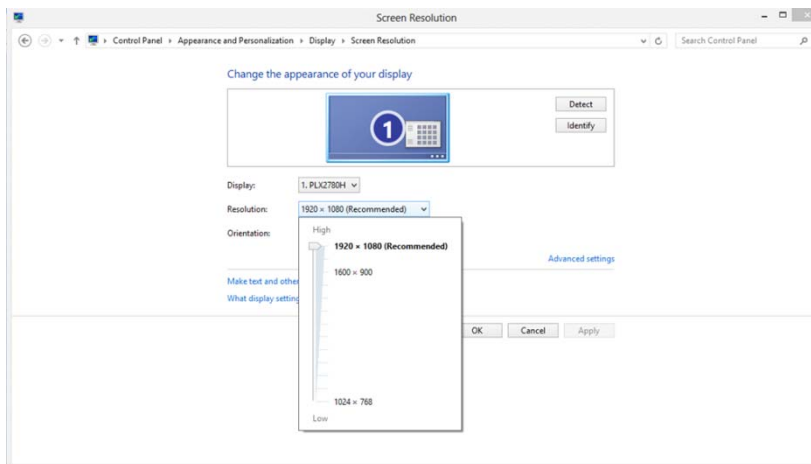 Screen Resolution
Control Panel Appearance and Personalization Display Screen Resolution
Search Control Panel
Change the appearance of your display
1
Detect
Identify
Display: 1. PLX2780H
Resolution: 1920 × 1080 (Recommended)
Orientation:
High
1920 × 1080 (Recommended)
1600 × 900
Advanced settings
Make text and other
What display setting
OK Cancel Apply
1024 × 768
Low